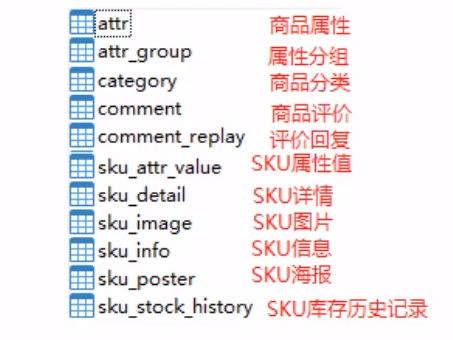 attr 商品属性
attr_group 属性分组
category 商品分类
comment 商品评价
comment_replay 评价回复
sku_attr_value SKU属性值
sku_detail SKU详情
sku_image SKU图片
sku_info SKU信息
sku_poster SKU海报
sku_stock_history SKU库存历史记录